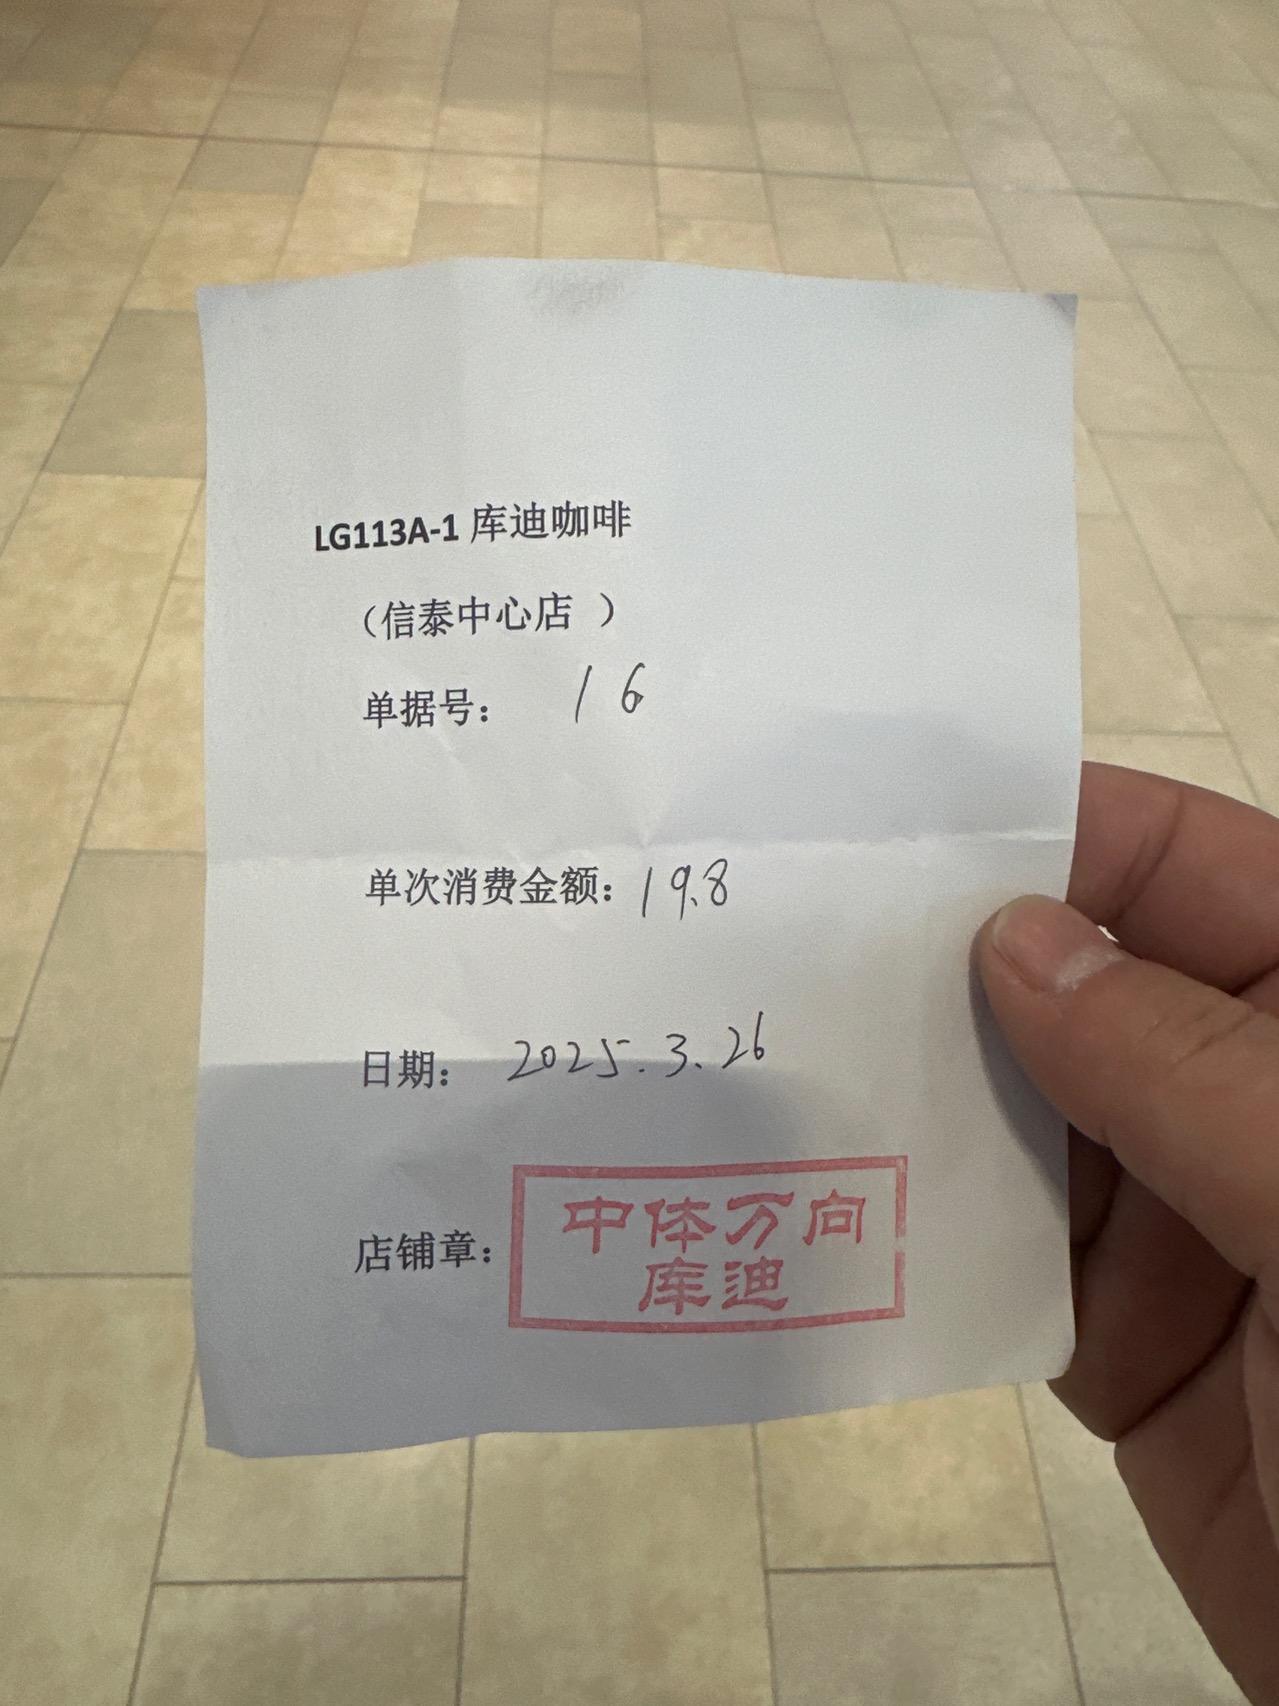 LG113A-1 库迪咖啡
（信泰中心店 ）
单据号： 16
单次消费金额：19.8
日期： 2025.3.26
店铺章：
中体万向
库迪